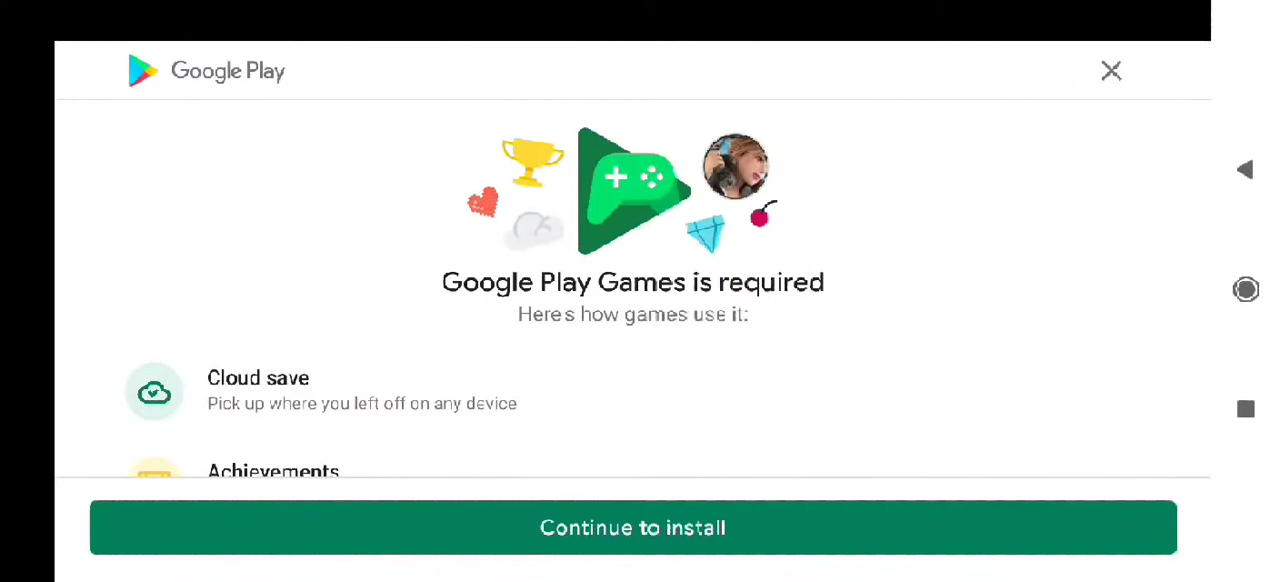 Google Play
Google Play Games is required
Here's how games use it:
Cloud save
Pick up where you left off on any device
Achievements
Continue to install